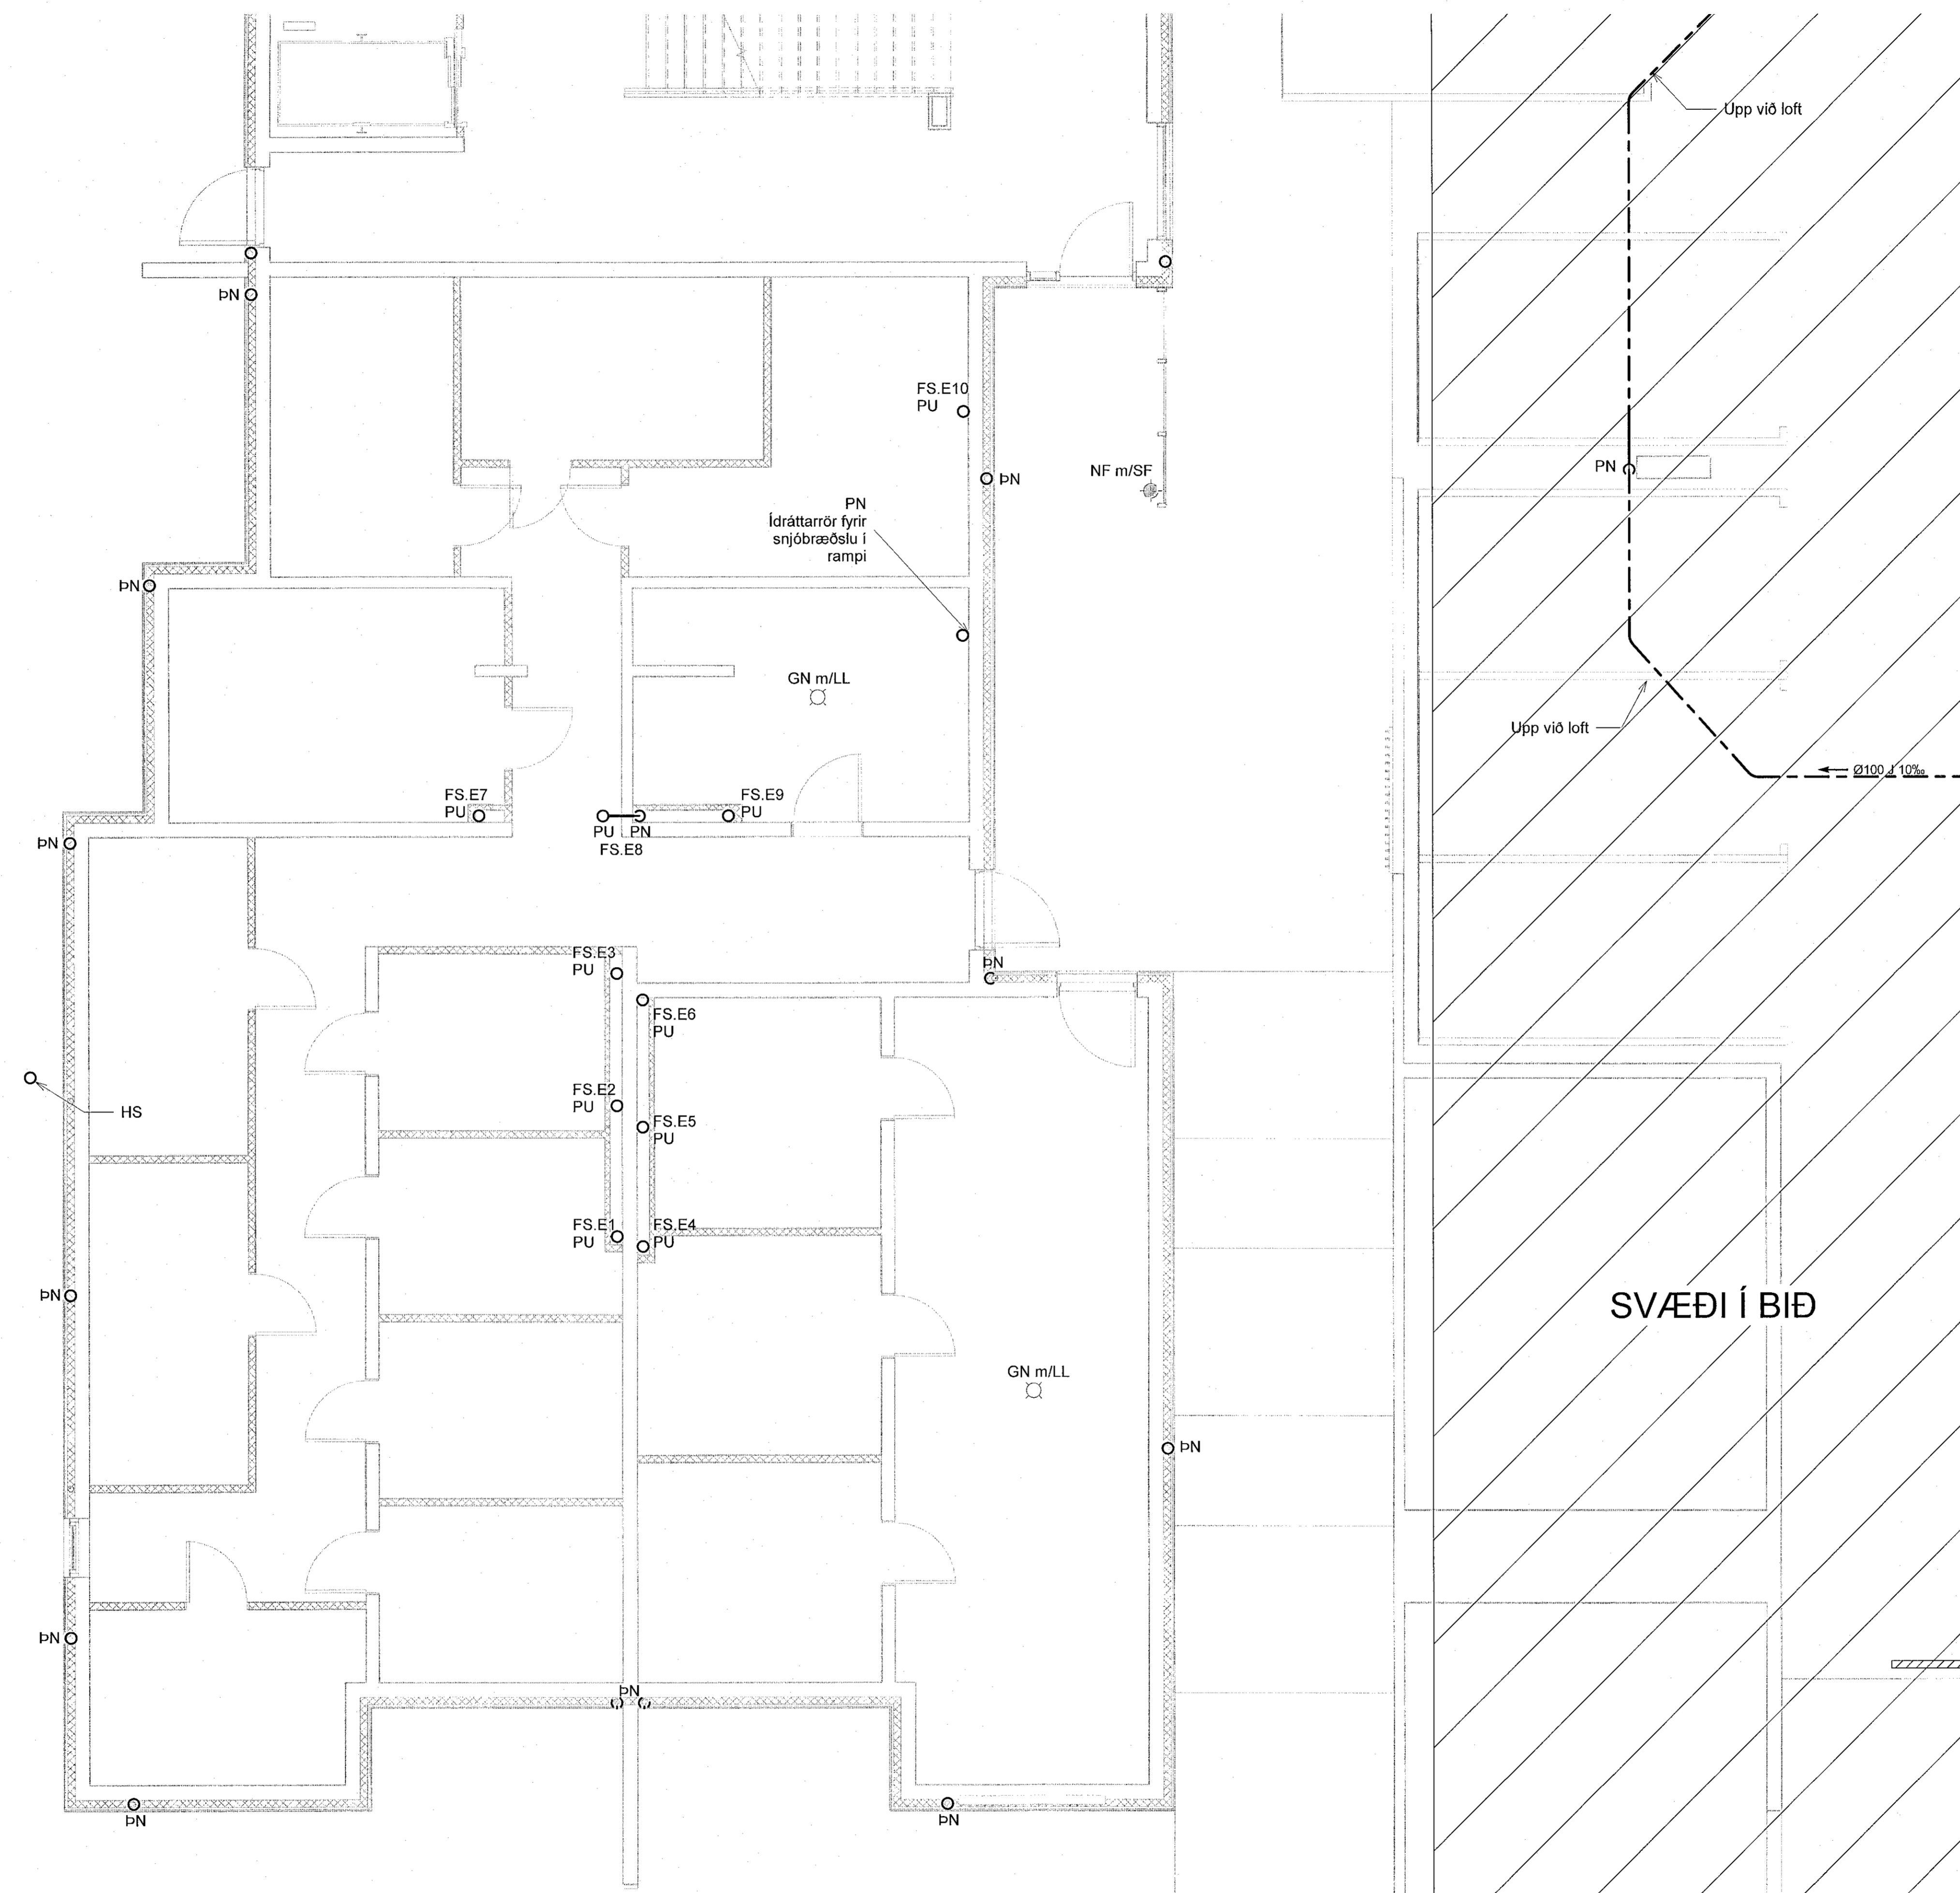 Upp við loft
ÞN
FS.E10
PU
NF m/SF
PN
ÞN
PN
Ídráttarrör fyrir
snjóbræðslu í
rampi
ÞN
GN m/LL
Upp við loft
Ø100 J 10‰
FS.E7
PU
FS.E9
PU
PU PN
FS.E8
ÞN
FS.E3
PU
ÞN
FS.E6
PU
FS.E2
PU
HS
FS.E5
PU
FS.E1
PU
FS.E4
PU
ÞN
SVÆÐI Í BIÐ
GN m/LL
ÞN
ÞN
ÞN
ÞN
ÞN